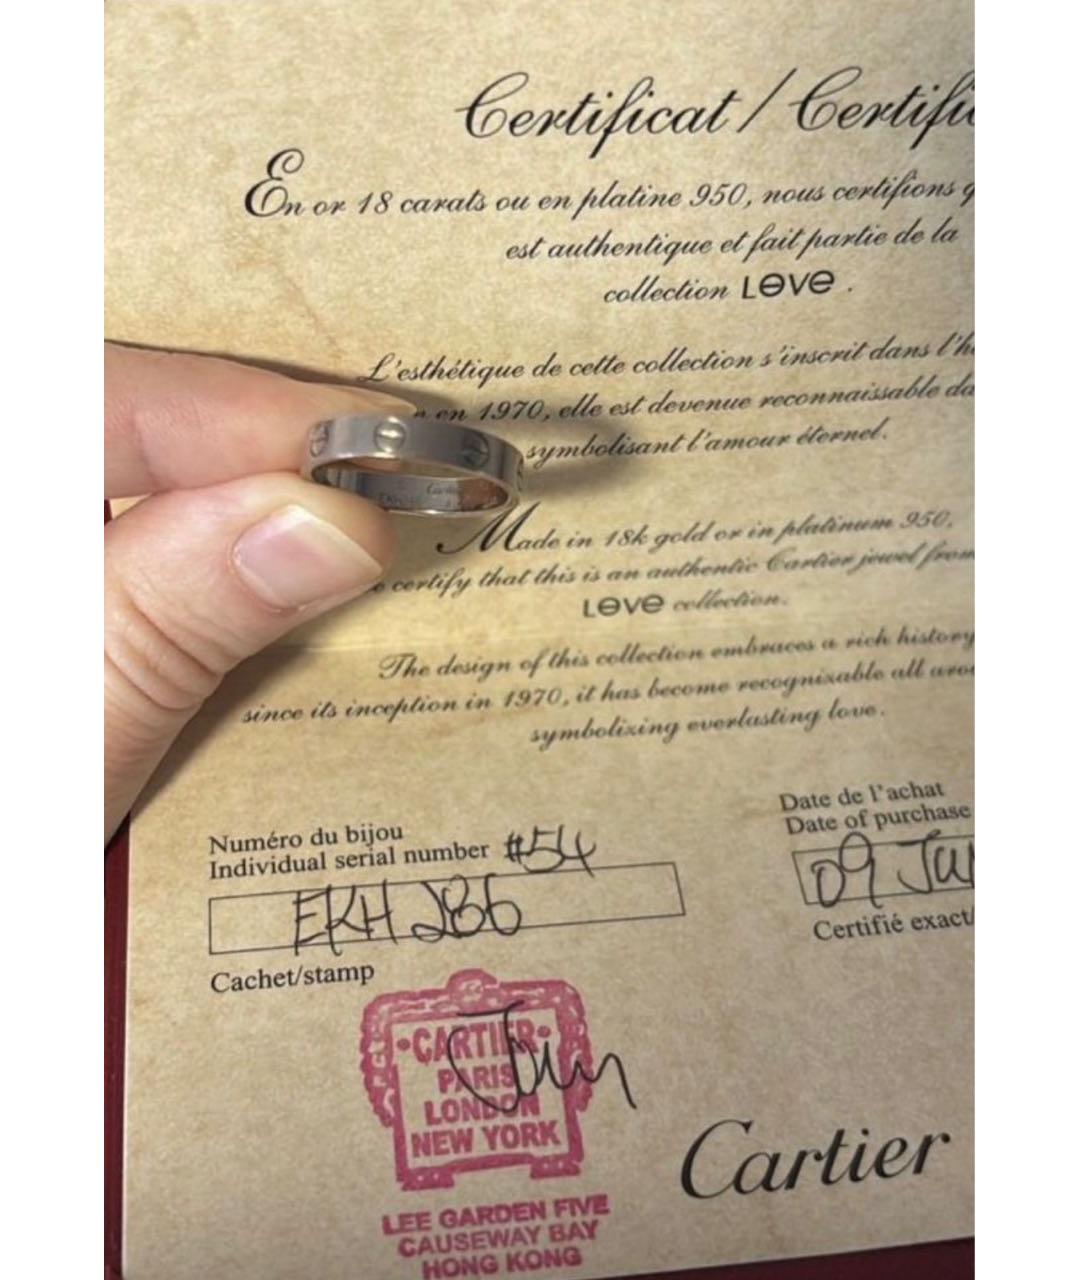 Certificat / Certifi
En or 18 carats ou en platine 950, nous certifions q
est authentique et fait partie de la
collection LOVE .
L'esthétique de cette collection s'inscrit dans l'h
en 1970, elle est devenue reconnaissable da
symbolisant l'amour éternel.
Made in 18k gold or in platinum 950,
certify that this is an authentic Cartier jewel from
LOVE collection.
The design of this collection embraces a rich history
since its inception in 1970, it has become recognizable all arou
symbolizing everlasting love.
Date de l'achat
Date of purchase
09 Ju
Certifié exact/
Numéro du bijou
Individual serial number #54
EKH 286
Cachet/stamp
•CARTIER•
PARIS
LONDON
NEW YORK
LEE GARDEN FIVE
CAUSEWAY BAY
HONG KONG
Cartier